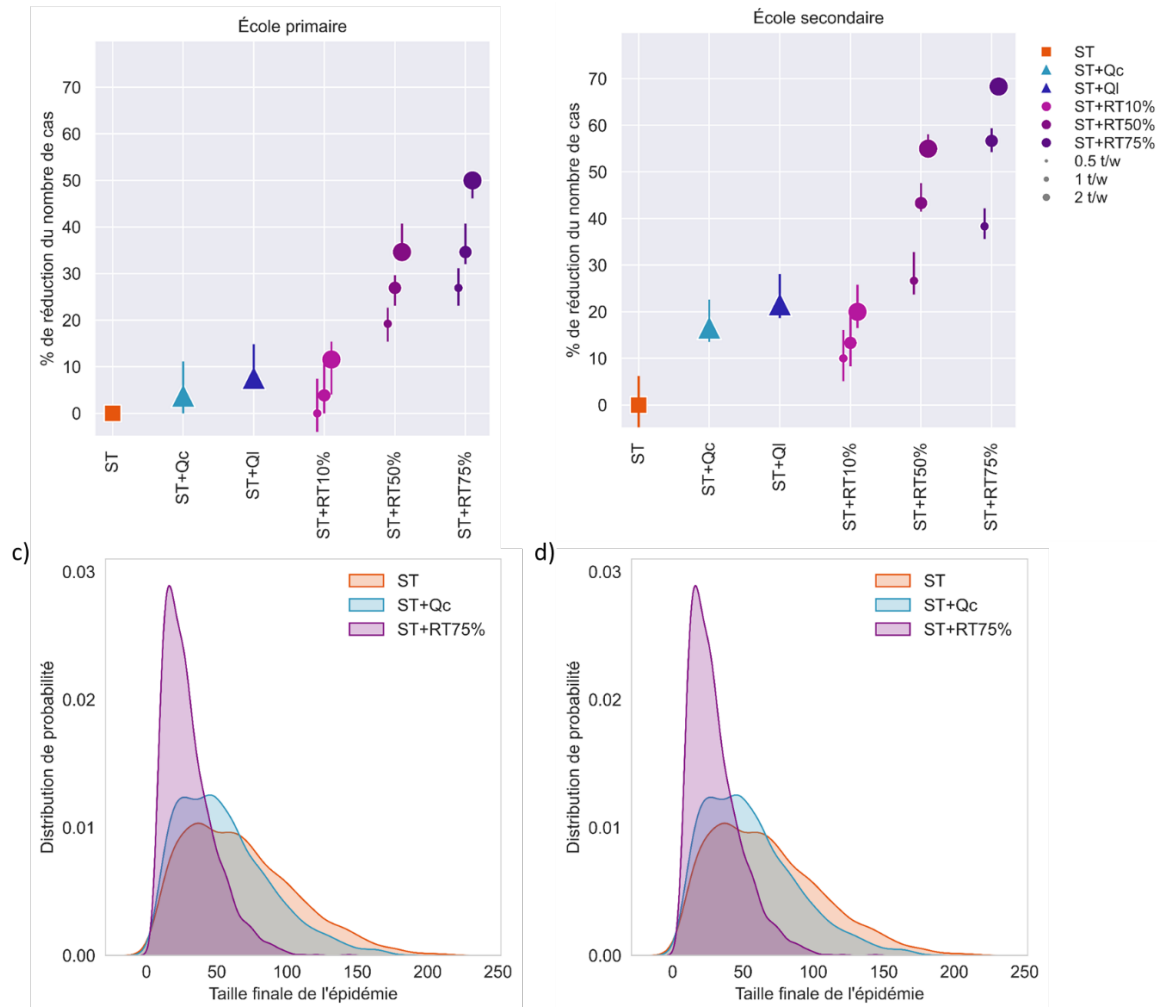 École primaire
% de réduction du nombre de cas
70
60
50
40
30
20
10
0
ST
ST+Qc
ST+Ql
ST+RT10%
ST+RT50%
ST+RT75%
École secondaire
% de réduction du nombre de cas
70
60
50
40
30
20
10
0
ST
ST+Qc
ST+Ql
ST+RT10%
ST+RT50%
ST+RT75%
ST
ST+Qc
ST+Ql
ST+RT10%
ST+RT50%
ST+RT75%
0.5 t/w
1 t/w
2 t/w
c)
Distribution de probabilité
0.03
0.02
0.01
0.00
ST
ST+Qc
ST+RT75%
0
50
100
150
200
250
Taille finale de l'épidémie
d)
Distribution de probabilité
0.03
0.02
0.01
0.00
ST
ST+Qc
ST+RT75%
0
50
100
150
200
250
Taille finale de l'épidémie